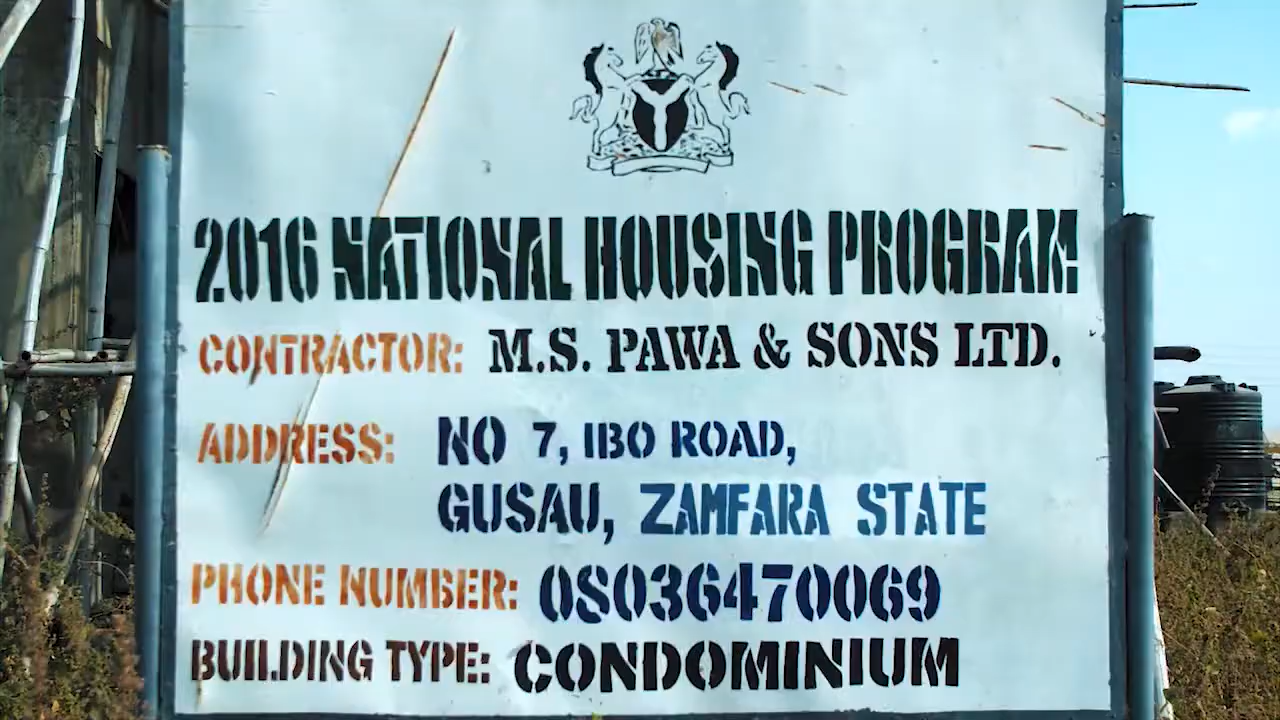 2016 NATIONAL HOUSING PROGRAM
CONTRACTOR: M.S. PAWA & SONS LTD.
ADDRESS: NO 7, IBO ROAD,
GUSAU, ZAMFARA STATE
PHONE NUMBER: 08036470069
BUILDING TYPE: CONDOMINIUM